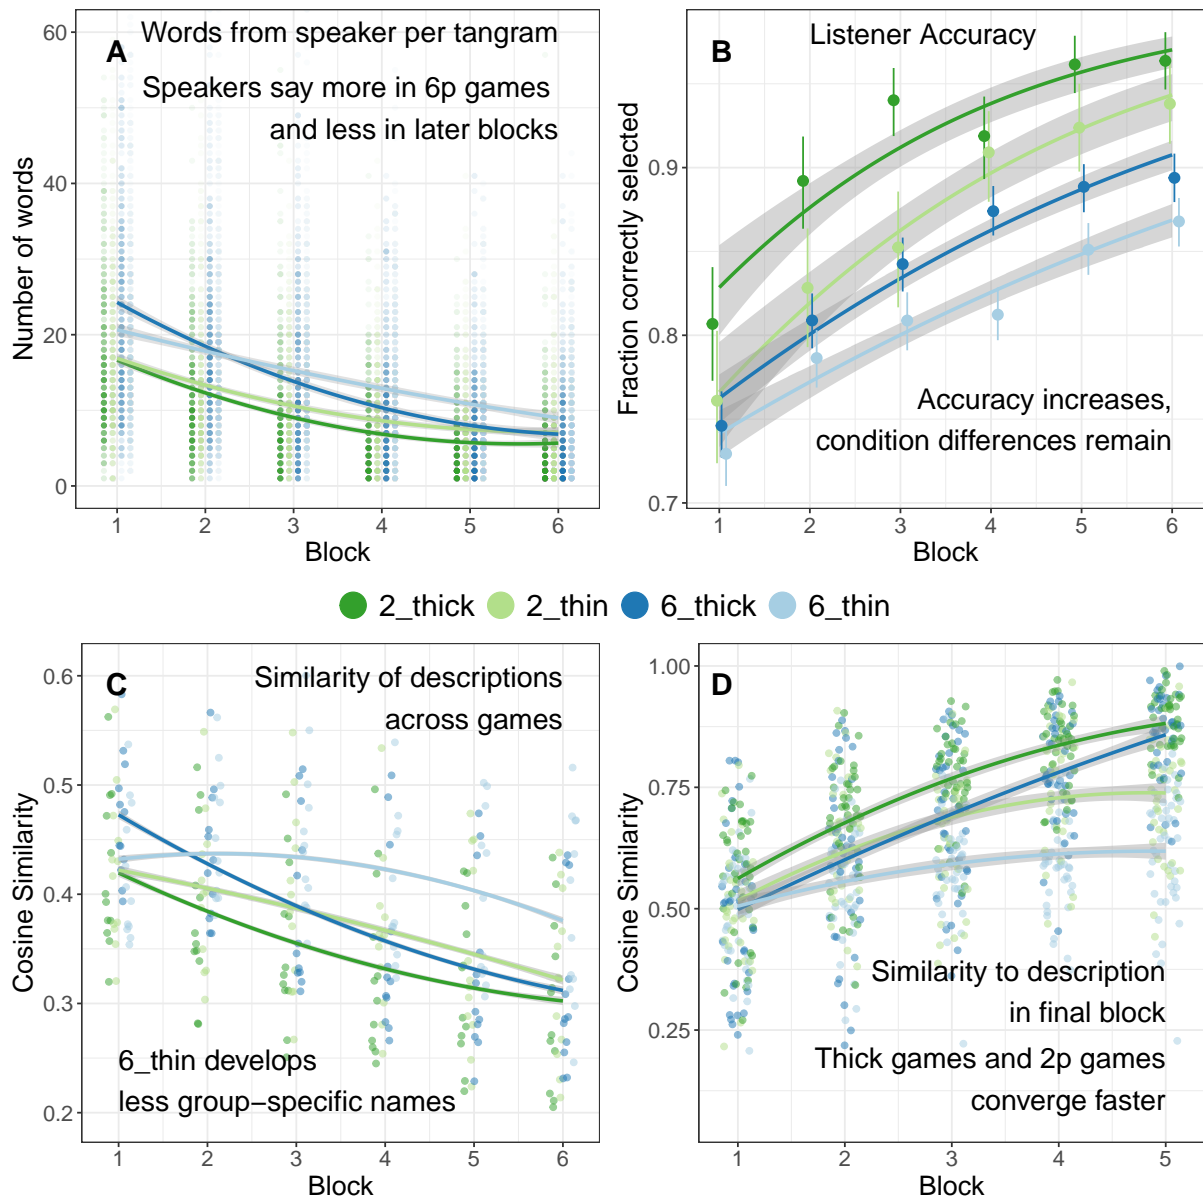 A
Words from speaker per tangram
Speakers say more in 6p games
and less in later blocks
Number of words
60
40
20
0
1 2 3 4 5 6
Block
B
Listener Accuracy
Fraction correctly selected
0.9
0.8
0.7
Accuracy increases,
condition differences remain
1 2 3 4 5 6
Block
2_thick 2_thin 6_thick 6_thin
C
Similarity of descriptions
across games
Cosine Similarity
0.6
0.5
0.4
0.3
0.2
6_thin develops
less group−specific names
1 2 3 4 5 6
Block
D
Cosine Similarity
1.00
0.75
0.50
0.25
Similarity to description
in final block
Thick games and 2p games
converge faster
1 2 3 4 5
Block